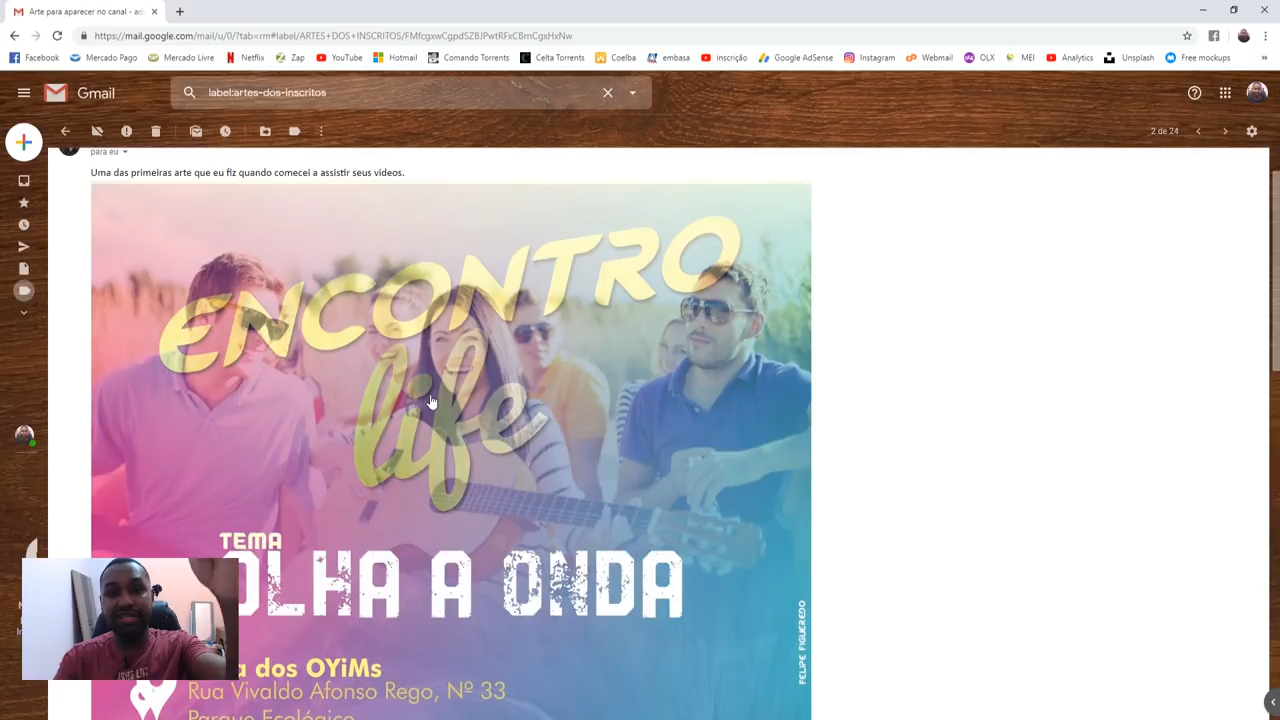 Arte para aparecer no canal - ad
https://mail.google.com/mail/u/0/?tab=rm#label/ARTES+DOS+INSCRITOS/FMfcgxwCgpdSZBJPwtRFxCBrnCgxHxNw
Facebook Mercado Pago Mercado Livre Netflix Zap YouTube Hotmail Comando Torrents Celta Torrents Coelba embasa inscrição Google AdSense Instagram Webmail OLX MEI Analytics Unsplash Free mockups
Gmail
label:artes-dos-inscritos
2 de 24
para eu
Uma das primeiras arte que eu fiz quando comecei a assistir seus videos.
ENCONTRO
life
TEMA
OLHA A ONDA
FELIPE FIGUEREDO
a dos OYiMs
Rua Vivaldo Afonso Rego, Nº 33
Parque Ecológico